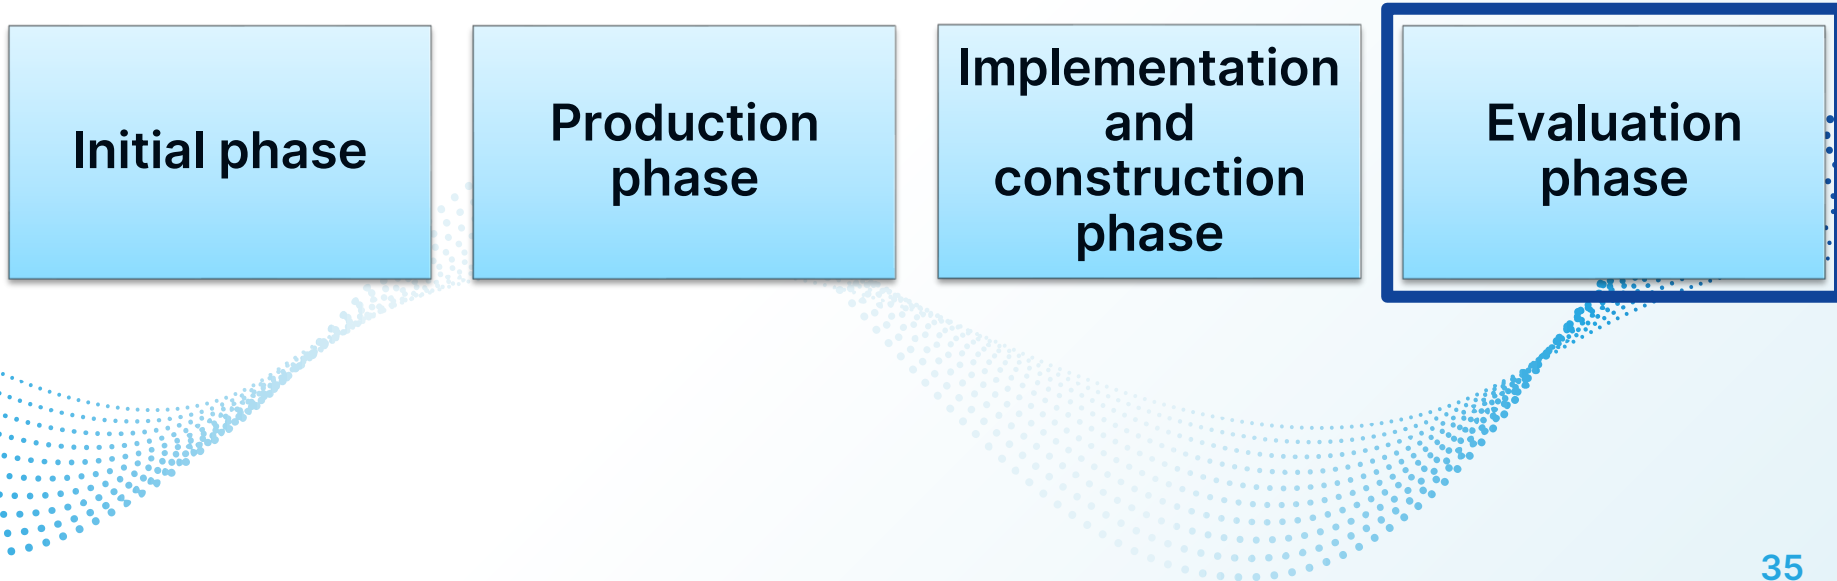 Initial phase
Production
phase
Implementation
and
construction
phase
Evaluation
phase
35